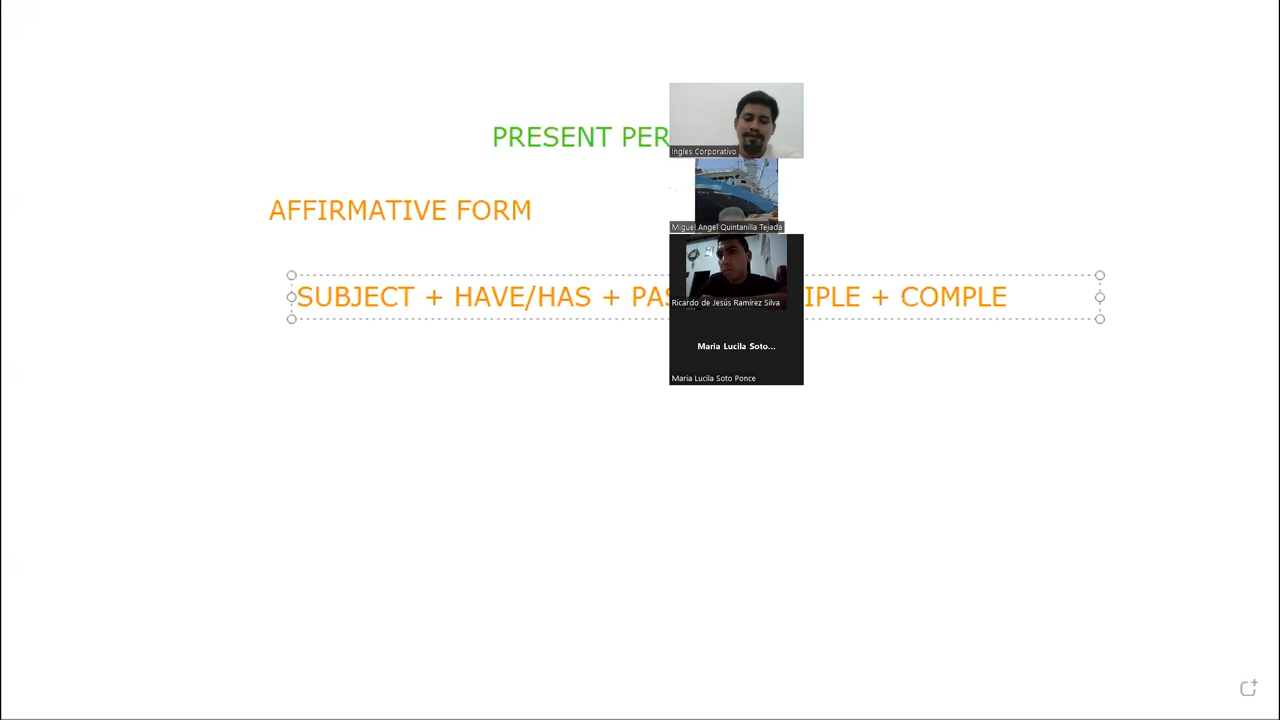 PRESENT PER
Ingles Corporativo
AFFIRMATIVE FORM
Miguel Angel Quintanilla Tejada
SUBJECT + HAVE/HAS + PAS IPLE + COMPLE
Ricardo de Jesús Ramírez Silva
Maria Lucila Soto...
Maria Lucila Soto Ponce